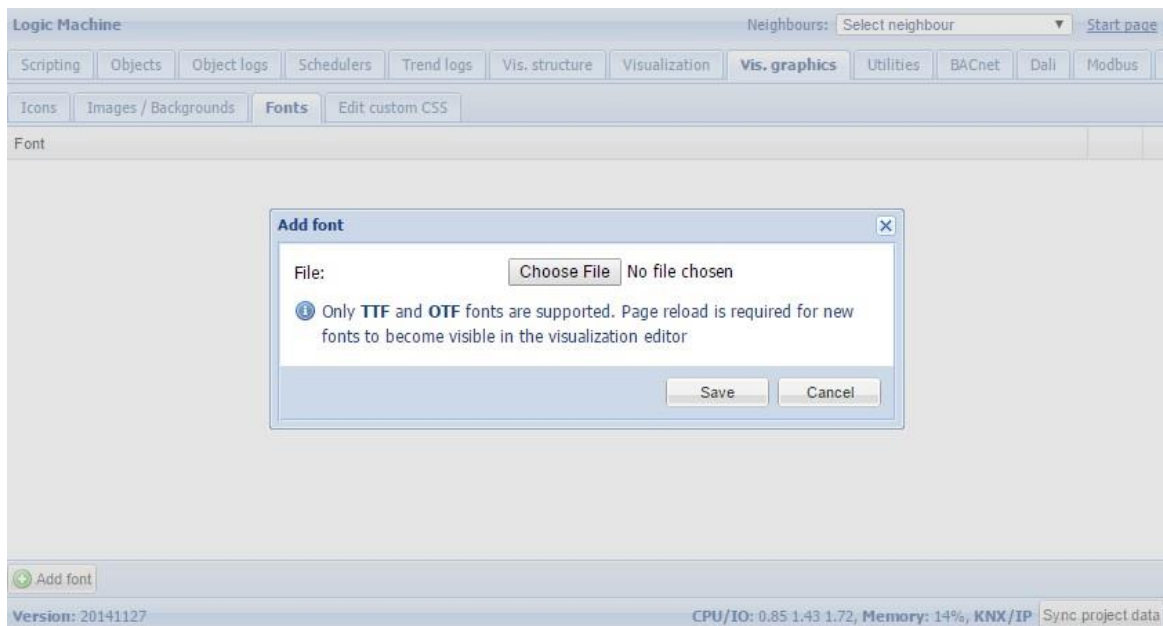 Logic Machine Neighbours: Select neighbour Start page
Scripting Objects Object logs Schedulers Trend logs Vis. structure Visualization Vis. graphics Utilities BACnet Dali Modbus
Icons Images / Backgrounds Fonts Edit custom CSS
Font
Add font
File: Choose File No file chosen
Only TTF and OTF fonts are supported. Page reload is required for new
fonts to become visible in the visualization editor
Save Cancel
Add font
Version: 20141127 CPU/IO: 0.85 1.43 1.72, Memory: 14%, KNX/IP Sync project data